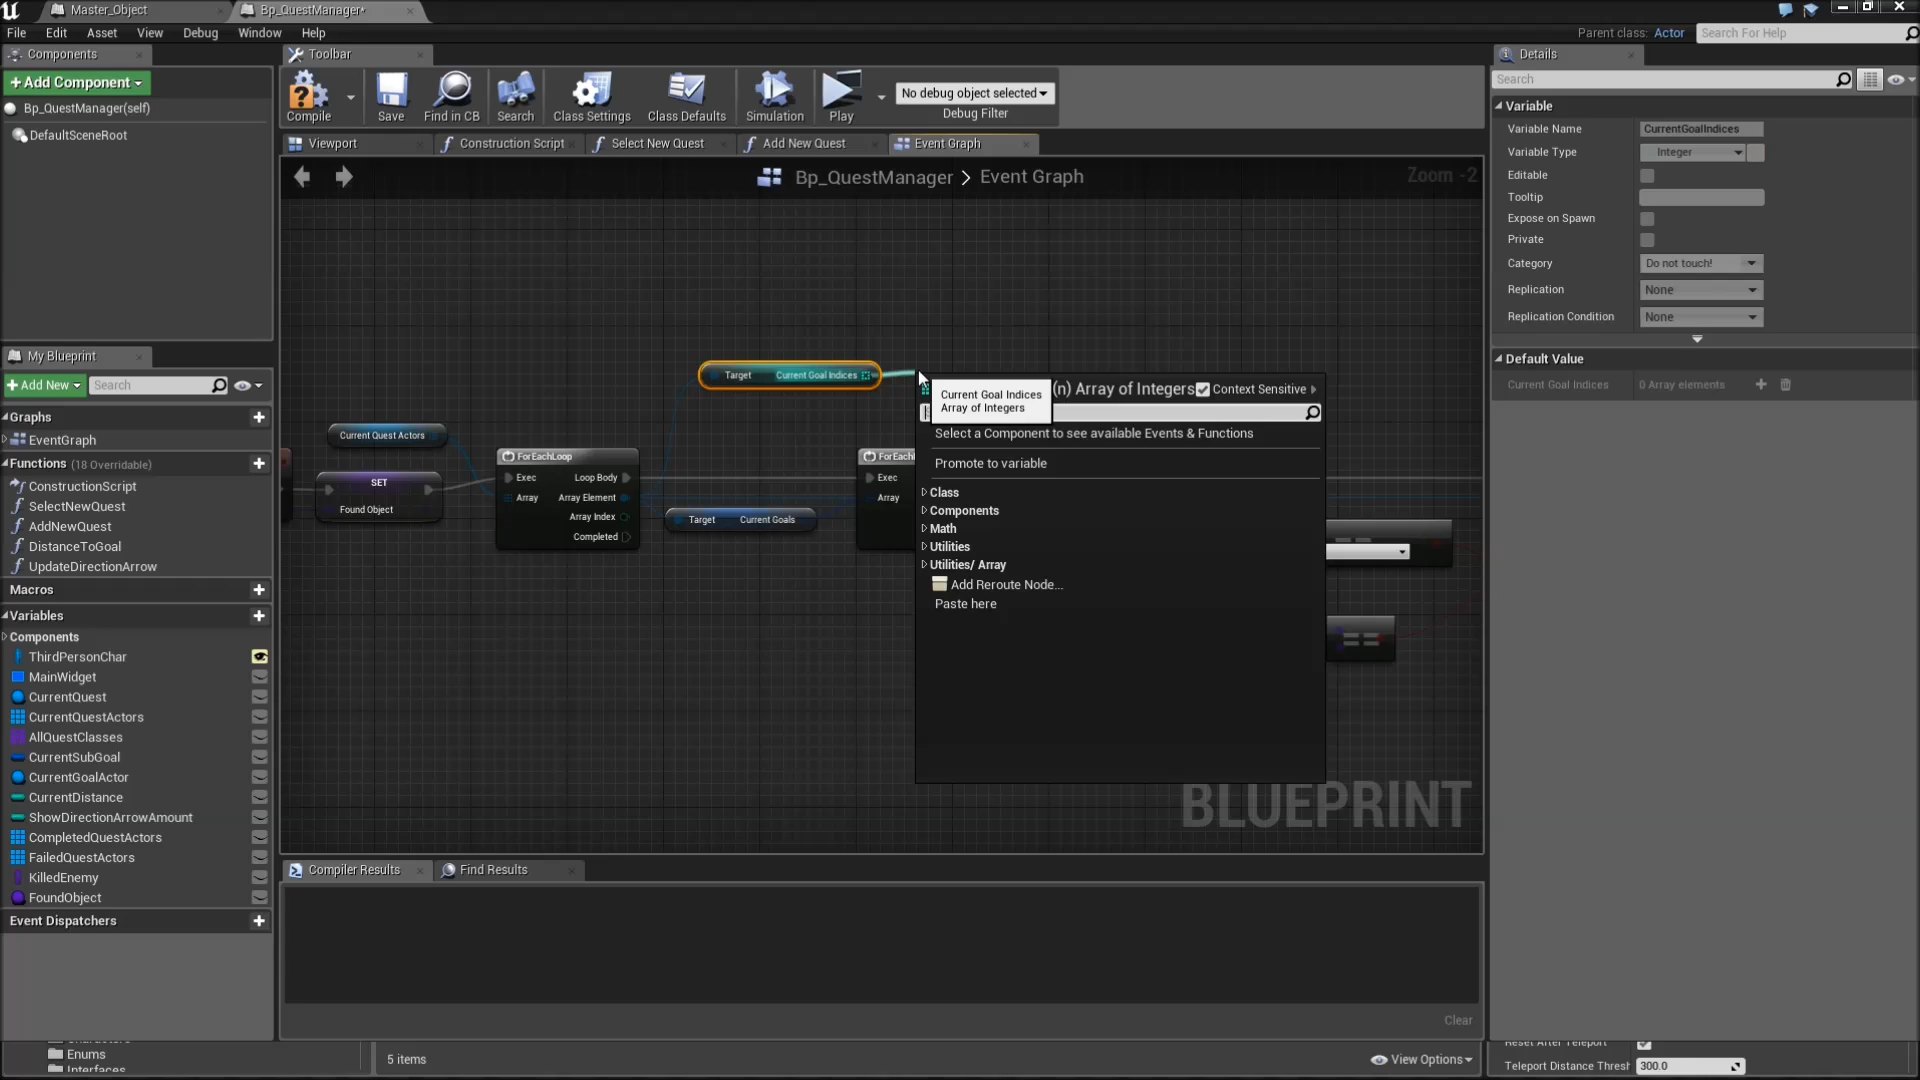 Master_Object
Bp_QuestManager*
File Edit Asset View Debug Window Help
Parent class: Actor
Search For Help
Components
Toolbar
Details
+Add Component
Bp_QuestManager(self)
DefaultSceneRoot
Compile
Save
Find in CB
Search
Class Settings
Class Defaults
Simulation
Play
No debug object selected
Debug Filter
Search
Viewport
Construction Script
Select New Quest
Add New Quest
Event Graph
Bp_QuestManager > Event Graph
Zoom -2
Variable
Variable Name CurrentGoalIndices
Variable Type Integer
Editable
Tooltip
Expose on Spawn
Private
Category Do not touch!
Replication None
Replication Condition None
Default Value
Current Goal Indices 0 Array elements
My Blueprint
+Add New
Search
Graphs
EventGraph
Functions (18 Overridable)
ConstructionScript
SelectNewQuest
AddNewQuest
DistanceToGoal
UpdateDirectionArrow
Macros
Variables
Components
ThirdPersonChar
MainWidget
CurrentQuest
CurrentQuestActors
AllQuestClasses
CurrentSubGoal
CurrentGoalActor
CurrentDistance
ShowDirectionArrowAmount
CompletedQuestActors
FailedQuestActors
KilledEnemy
FoundObject
Event Dispatchers
Target Current Goal Indices
Current Quest Actors
SET
Found Object
ForEachLoop
Exec Loop Body
Array Array Element
Array Index
Completed
Target Current Goals
Exec
Array
Current Goal Indices
Array of Integers
(n) Array of Integers
Context Sensitive
Select a Component to see available Events & Functions
Promote to variable
Class
Components
Math
Utilities
Utilities/ Array
Add Reroute Node...
Paste here
==
BLUEPRINT
Compiler Results
Find Results
Clear
Enums
Interfaces
5 items
View Options
Reset After Teleport
Teleport Distance Thresh 300.0